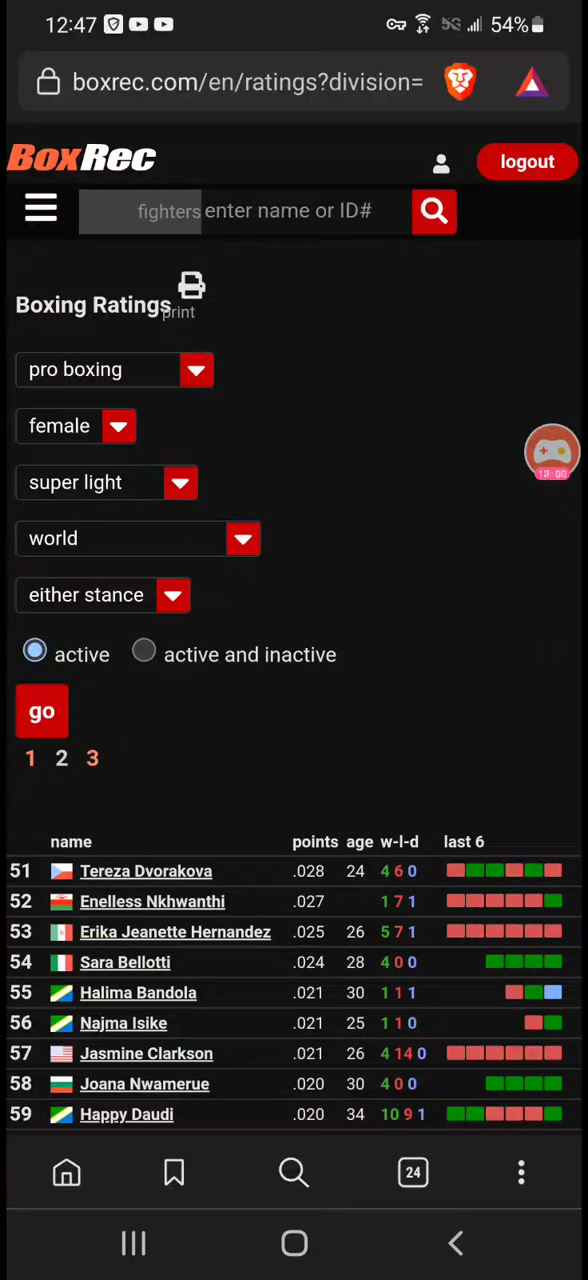 12:47 5G 54%
boxrec.com/en/ratings?division=
BoxRec logout
fighters enter name or ID#
Boxing Ratings print
pro boxing
female
super light
12:00
world
either stance
active active and inactive
go
1 2 3
name points age w-l-d last 6
51 Tereza Dvorakova .028 24 4 6 0
52 Enelless Nkhwanthi .027 1 7 1
53 Erika Jeanette Hernandez .025 26 5 7 1
54 Sara Bellotti .024 28 4 0 0
55 Halima Bandola .021 30 1 1 1
56 Najma Isike .021 25 1 1 0
57 Jasmine Clarkson .021 26 4 14 0
58 Joana Nwamerue .020 30 4 0 0
59 Happy Daudi .020 34 10 9 1
24